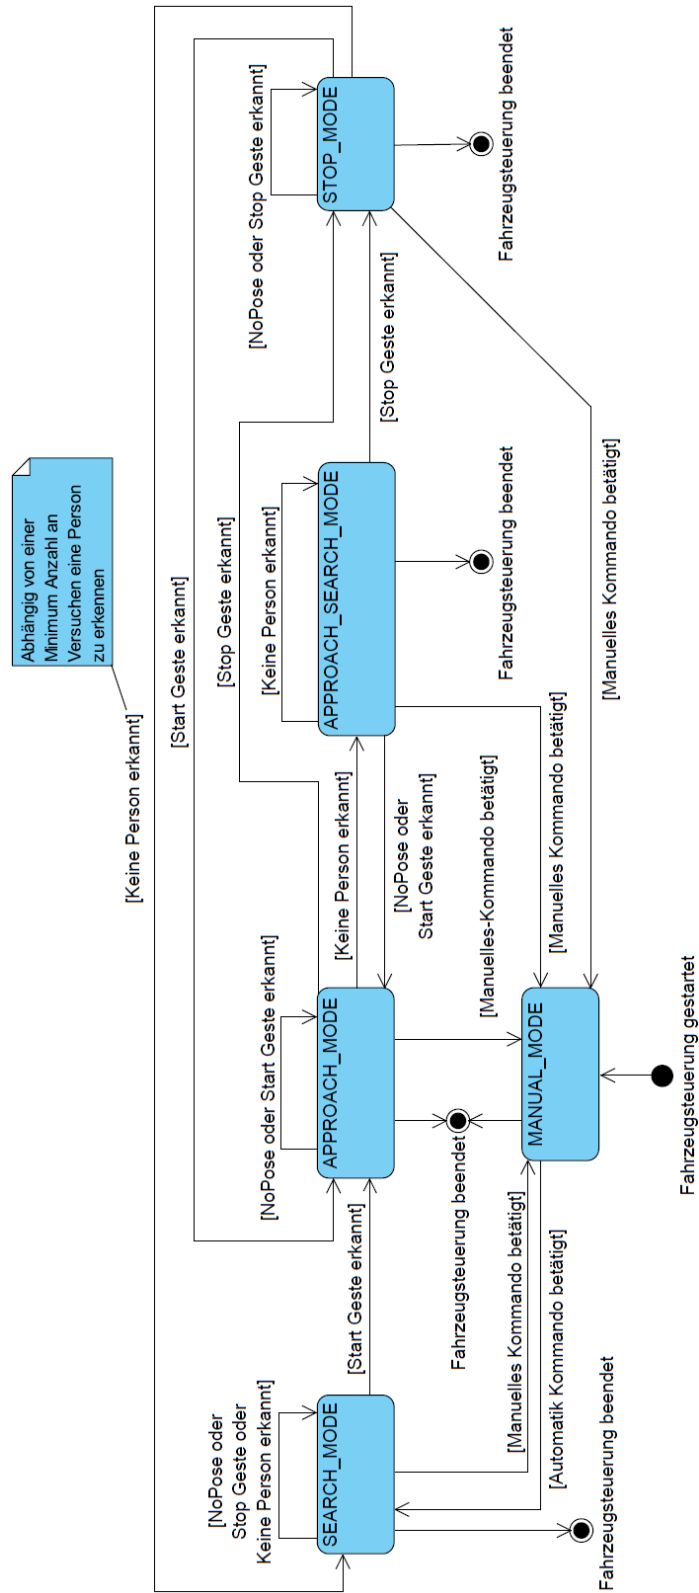 Abhängig von einer
Minimum Anzahl an
Versuchen eine Person
zu erkennen
[Keine Person erkannt]
[Start Geste erkannt]
[Stop Geste erkannt]
[NoPose oder
Stop Geste oder
Keine Person erkannt]
SEARCH_MODE
[Start Geste erkannt]
[NoPose oder Start Geste erkannt]
APPROACH_MODE
[Keine Person erkannt]
[NoPose oder
Start Geste erkannt]
[Keine Person erkannt]
APPROACH_SEARCH_MODE
[Stop Geste erkannt]
[NoPose oder Stop Geste erkannt]
STOP_MODE
Fahrzeugsteuerung beendet
Fahrzeugsteuerung beendet
Fahrzeugsteuerung beendet
[Manuelles-Kommando betätigt]
[Manuelles Kommando betätigt]
[Manuelles Kommando betätigt]
[Manuelles Kommando betätigt]
[Automatik Kommando betätigt]
MANUAL_MODE
Fahrzeugsteuerung beendet
Fahrzeugsteuerung gestartet